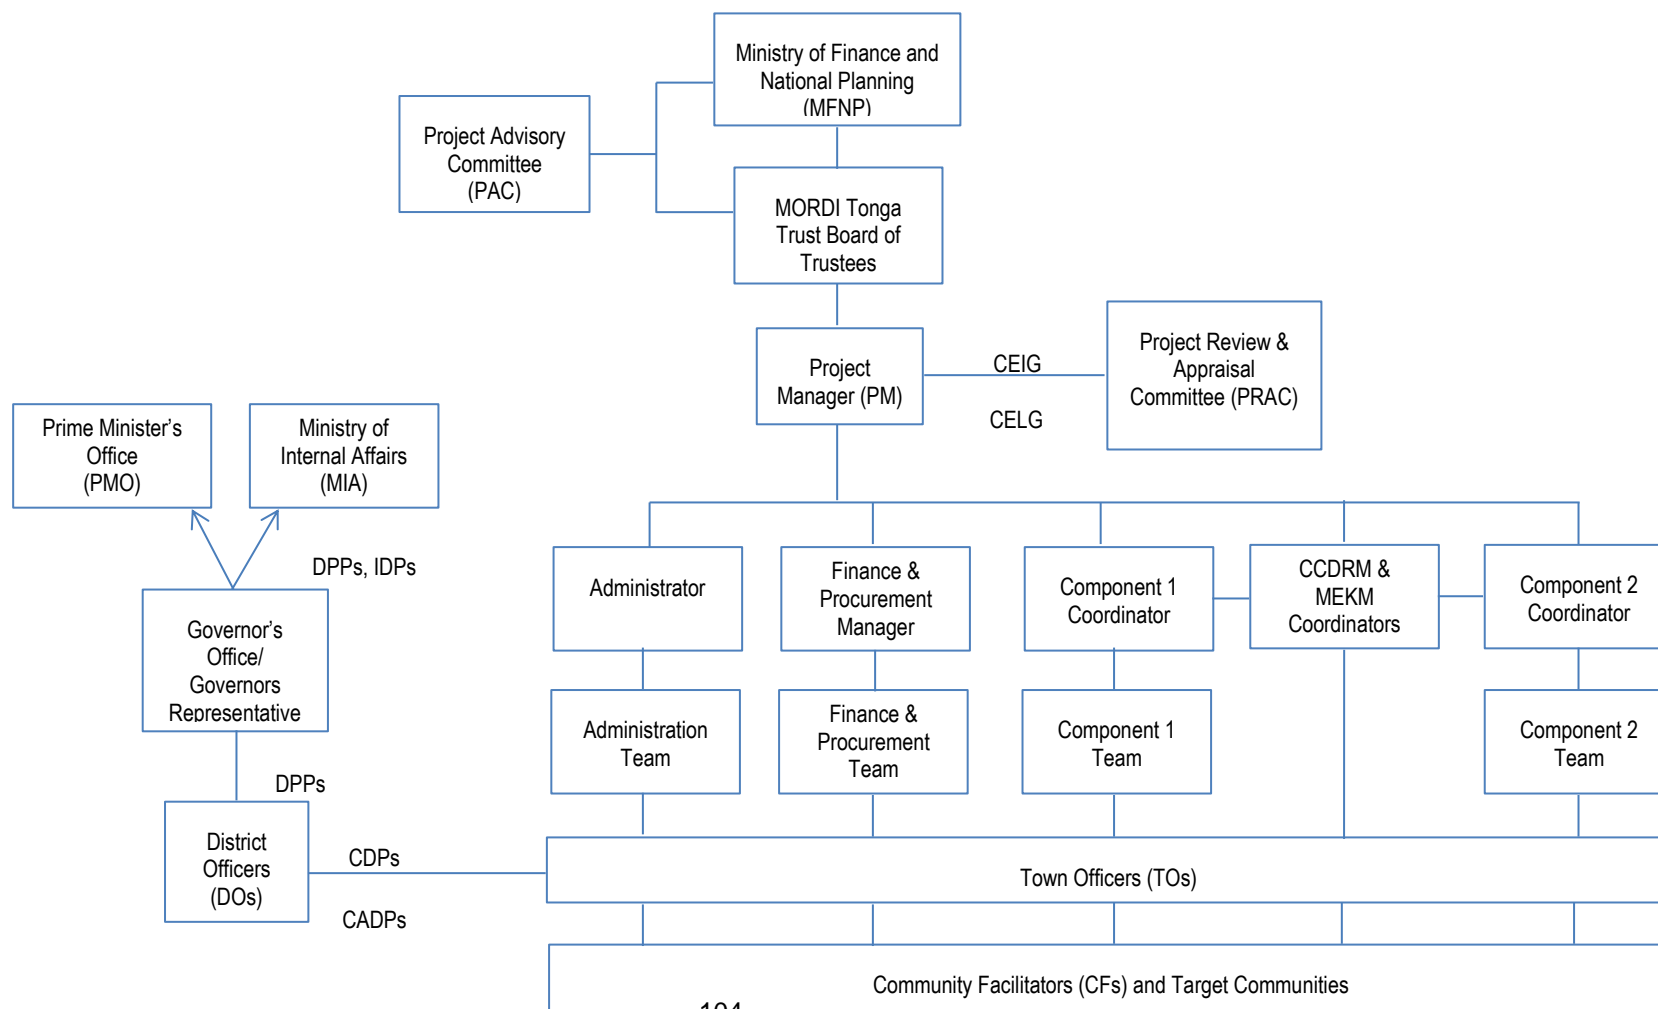 Ministry of Finance and
National Planning
(MFNP)
Project Advisory
Committee
(PAC)
MORDI Tonga
Trust Board of
Trustees
Project
Manager (PM)
CEIG
CELG
Project Review &
Appraisal
Committee (PRAC)
Prime Minister’s
Office
(PMO)
Ministry of
Internal Affairs
(MIA)
DPPs, IDPs
Governor’s
Office/
Governors
Representative
DPPs
District
Officers
(DOs)
CDPs
CADPs
Administrator
Finance &
Procurement
Manager
Component 1
Coordinator
CCDRM &
MEKM
Coordinators
Component 2
Coordinator
Administration
Team
Finance &
Procurement
Team
Component 1
Team
Component 2
Team
Town Officers (TOs)
Community Facilitators (CFs) and Target Communities
104